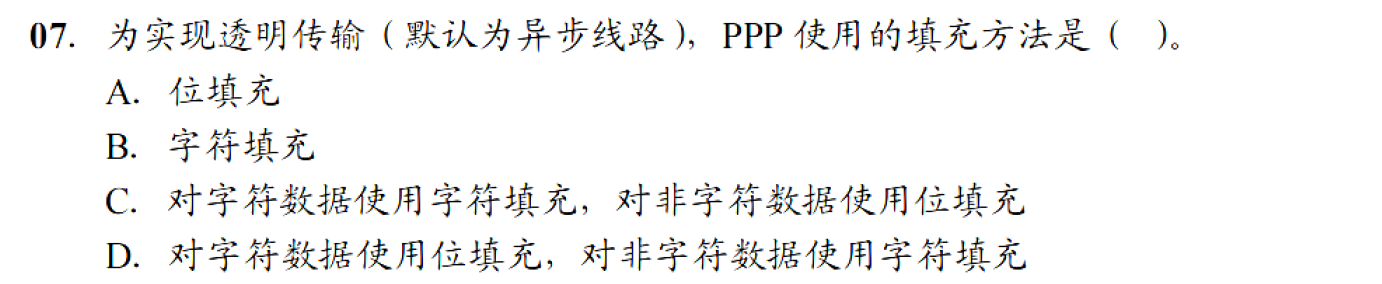 07. 为实现透明传输（默认为异步线路），PPP 使用的填充方法是（ ）。
A. 位填充
B. 字符填充
C. 对字符数据使用字符填充，对非字符数据使用位填充
D. 对字符数据使用位填充，对非字符数据使用字符填充